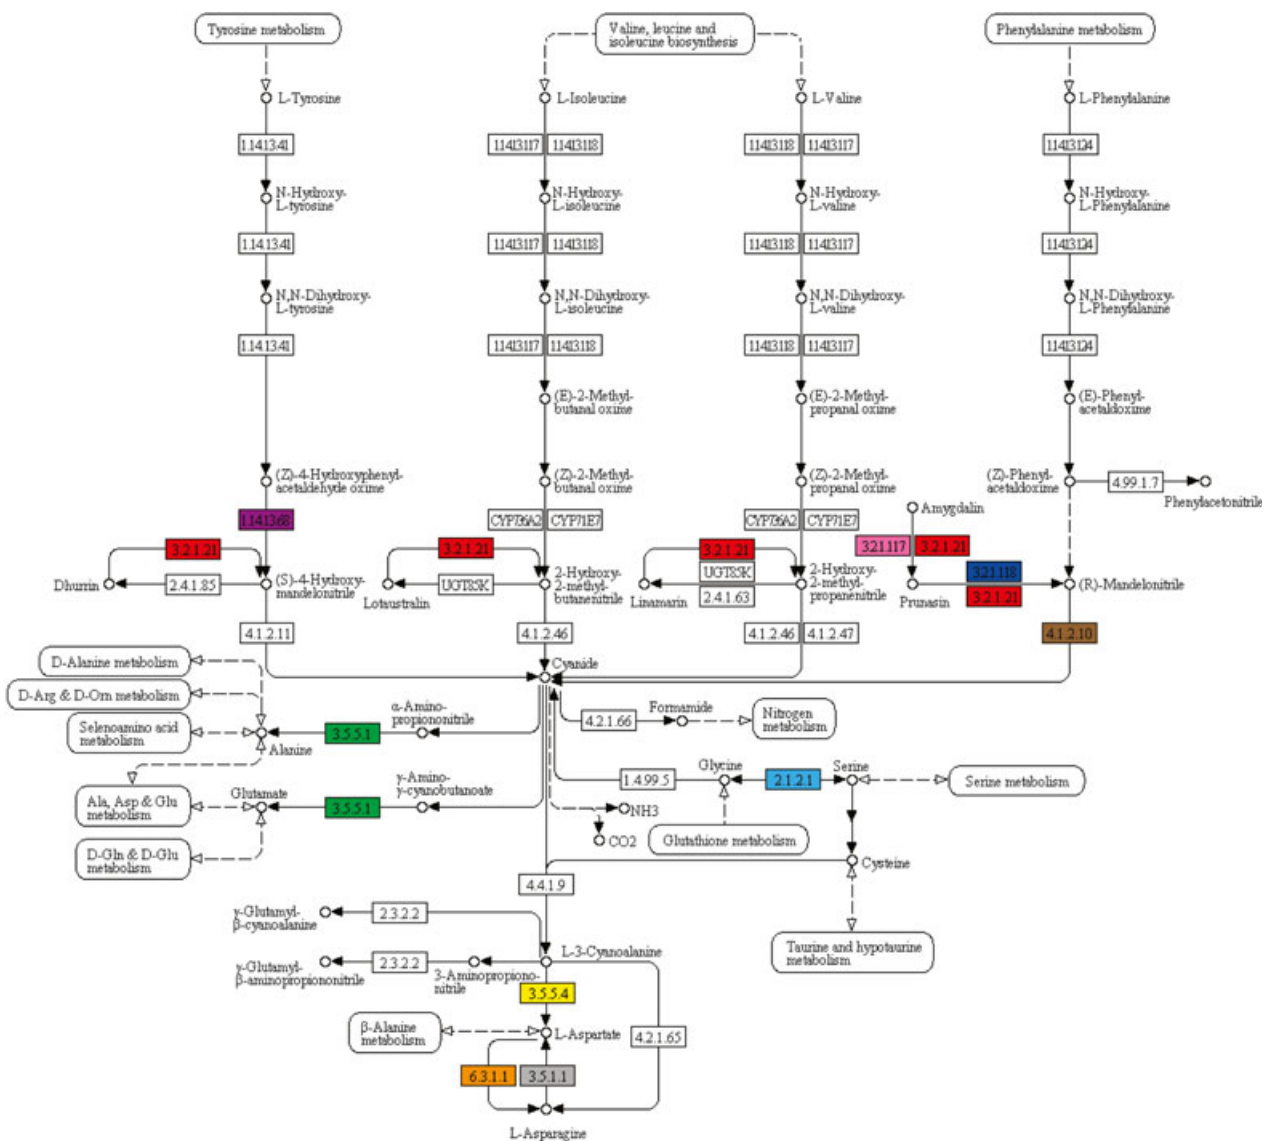 Tyrosine metabolism
Valine, leucine and
isoleucine biosynthesis
Phenylalanine metabolism
L-Tyrosine
L-Isoleucine
L-Valine
L-Phenylalanine
1.14.13.41
1.14.13.117
1.14.13.118
1.14.13.118
1.14.13.117
1.14.13.124
N-Hydroxy-
L-tyrosine
N-Hydroxy-
L-isoleucine
N-Hydroxy-
L-valine
N-Hydroxy-
L-Phenylalanine
1.14.13.41
1.14.13.117
1.14.13.118
1.14.13.118
1.14.13.117
1.14.13.124
N,N-Dihydroxy-
L-tyrosine
N,N-Dihydroxy-
L-isoleucine
N,N-Dihydroxy-
L-valine
N,N-Dihydroxy-
L-Phenylalanine
1.14.13.41
1.14.13.117
1.14.13.118
1.14.13.118
1.14.13.117
1.14.13.124
(E)-2-Methyl-
butanal oxime
(E)-2-Methyl-
propanal oxime
(E)-Phenyl-
acetaldoxime
(Z)-4-Hydroxyphenyl-
acetaldehyde oxime
(Z)-2-Methyl-
butanal oxime
(Z)-2-Methyl-
propanal oxime
(Z)-Phenyl-
acetaldoxime
4.99.1.7
Phenylacetonitrile
Amygdalin
1.14.13.68
CYP736A2
CYP71E7
CYP736A2
CYP71E7
3.2.1.117
3.2.1.21
3.2.1.21
3.2.1.21
3.2.1.21
UGT85K
3.2.1.118
Dhurrin
2.4.1.85
(S)-4-Hydroxy-
mandelonitrile
Lotaustralin
UGT85K
2-Hydroxy-
2-methyl-
butanenitrile
Linamarin
2.4.1.63
2-Hydroxy-
2-methyl-
propanenitrile
Prunasin
3.2.1.21
(R)-Mandelonitrile
4.1.2.11
4.1.2.46
4.1.2.46
4.1.2.47
4.1.2.10
D-Alanine metabolism
Cyanide
D-Arg & D-Orn metabolism
α-Amino-
propiononitrile
Formamide
Selenoamino acid
metabolism
Alanine
3.5.5.1
4.2.1.66
Nitrogen
metabolism
Glycine
Serine
1.4.99.5
2.1.2.1
Serine metabolism
Ala, Asp & Glu
metabolism
Glutamate
3.5.5.1
γ-Amino-
γ-cyanobutanoate
NH3
CO2
Glutathione metabolism
D-Gln & D-Glu
metabolism
Cysteine
4.4.1.9
γ-Glutamyl-
β-cyanoalanine
2.3.2.2
Taurine and hypotaurine
metabolism
L-3-Cyanoalanine
γ-Glutamyl-
β-aminopropiononitrile
2.3.2.2
3-Aminopropiono-
nitrile
3.5.5.4
β-Alanine
metabolism
L-Aspartate
4.2.1.65
6.3.1.1
3.5.1.1
L-Asparagine